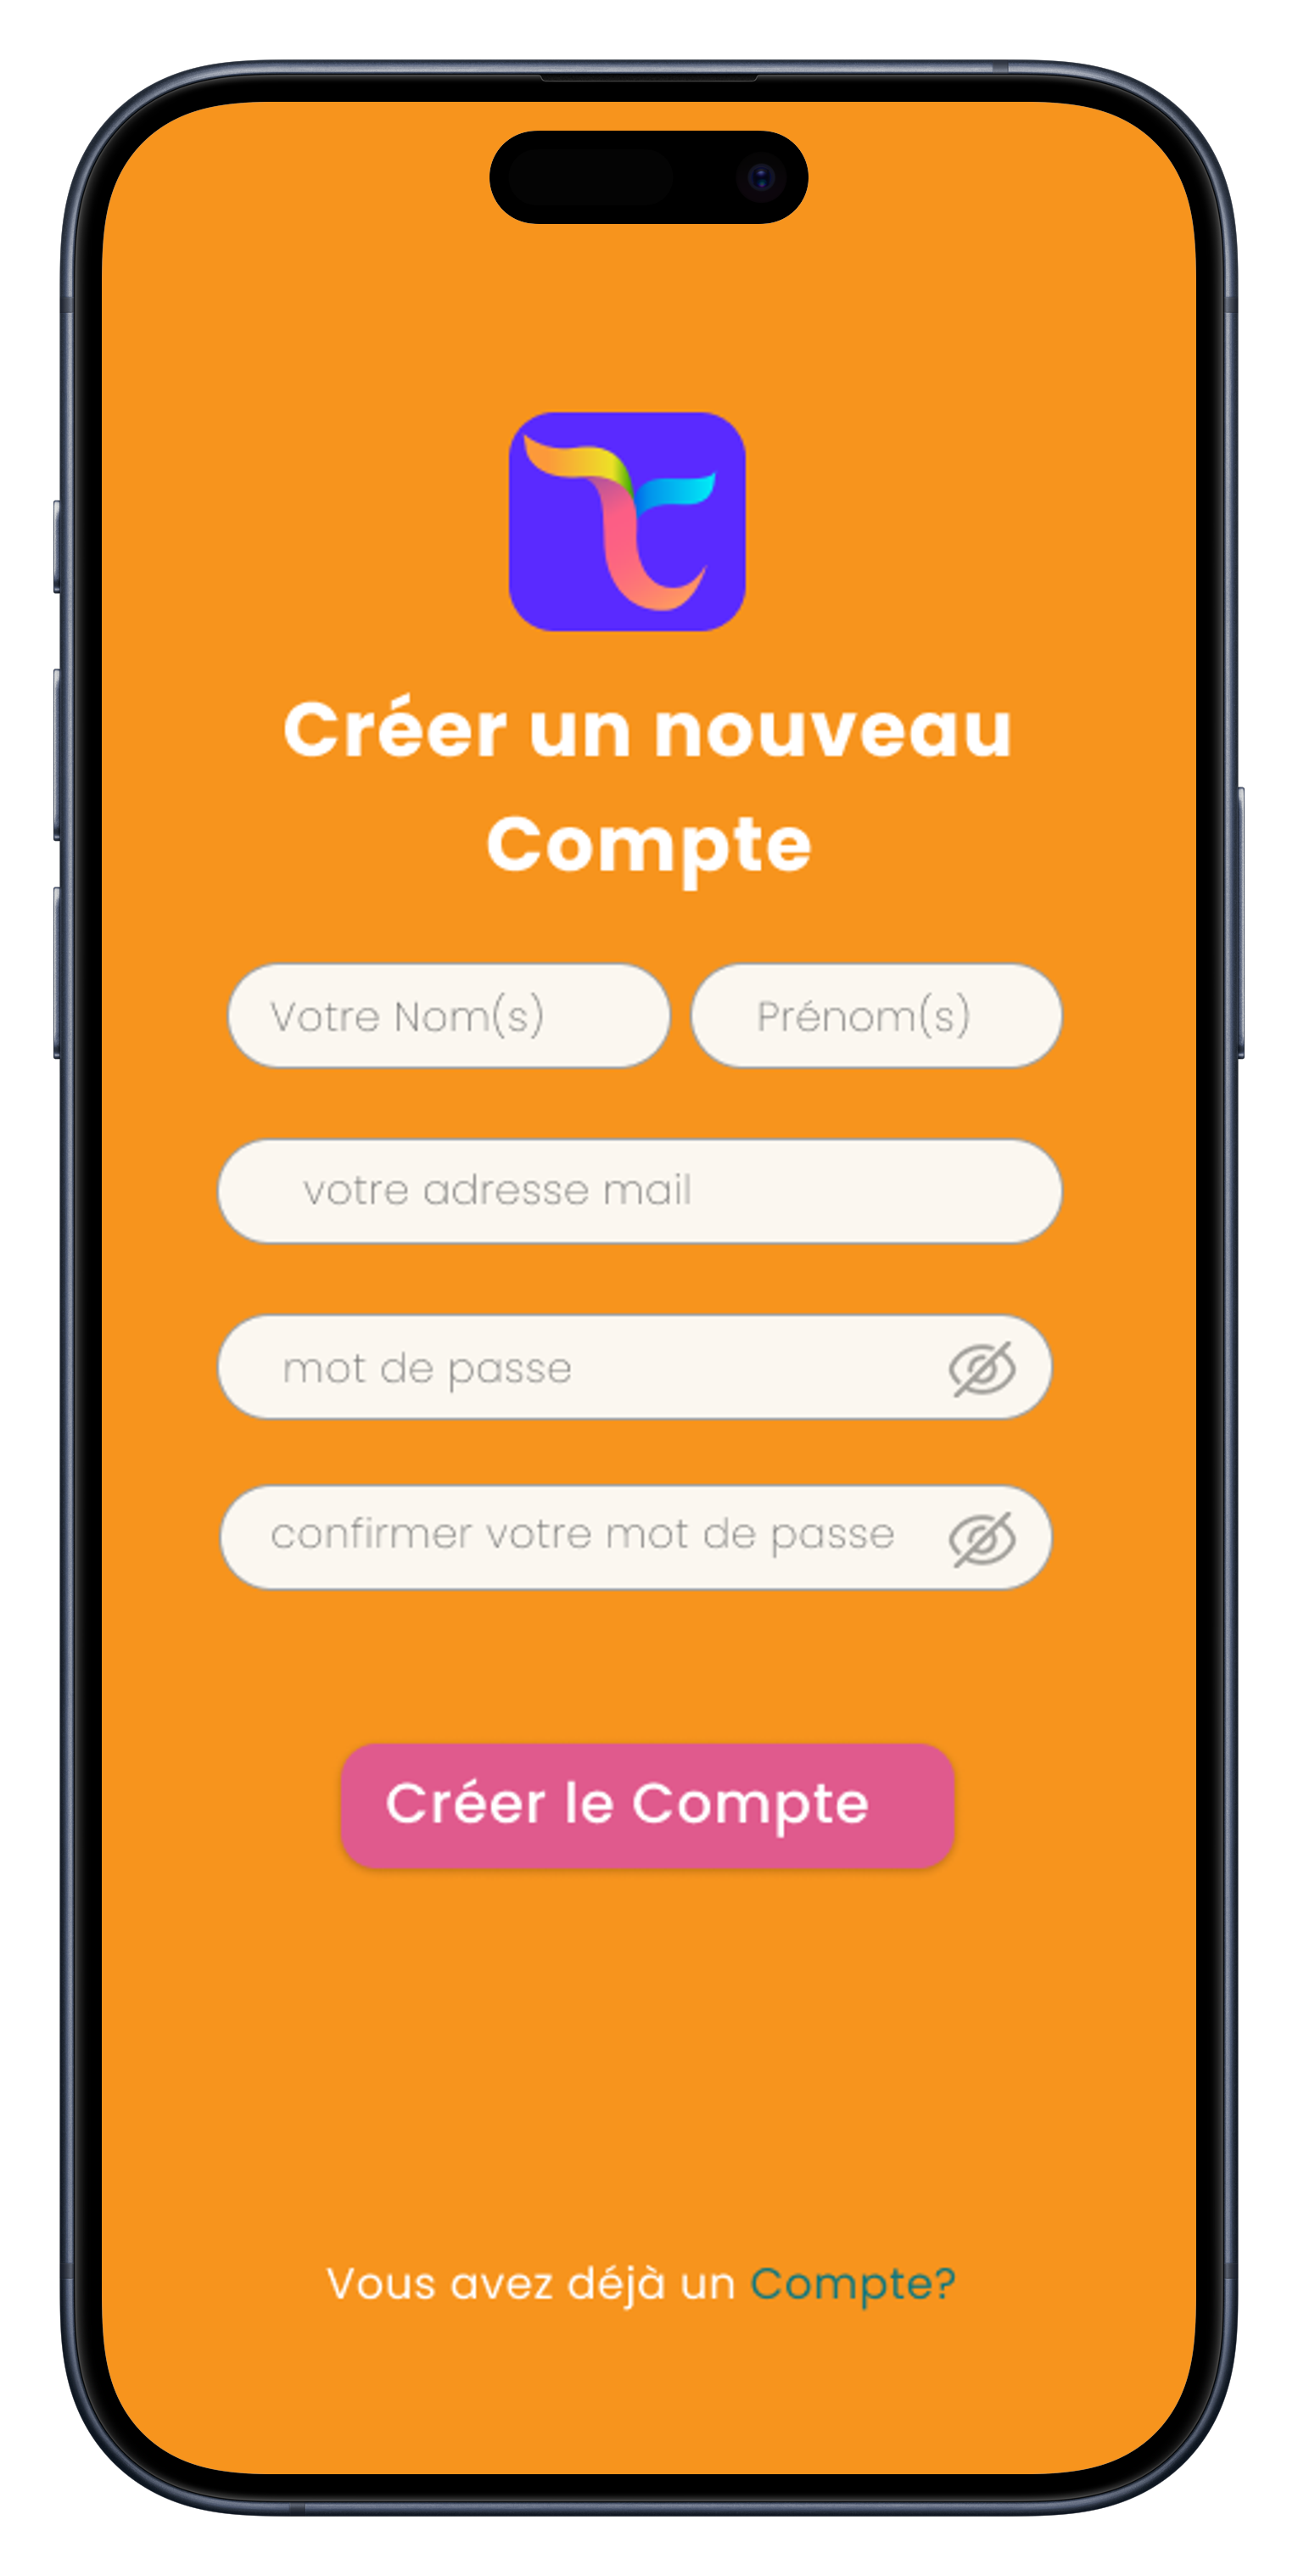 Créer un nouveau
Compte
Votre Nom(s) Prénom(s)
votre adresse mail
mot de passe
confirmer votre mot de passe
Créer le Compte
Vous avez déjà un Compte?